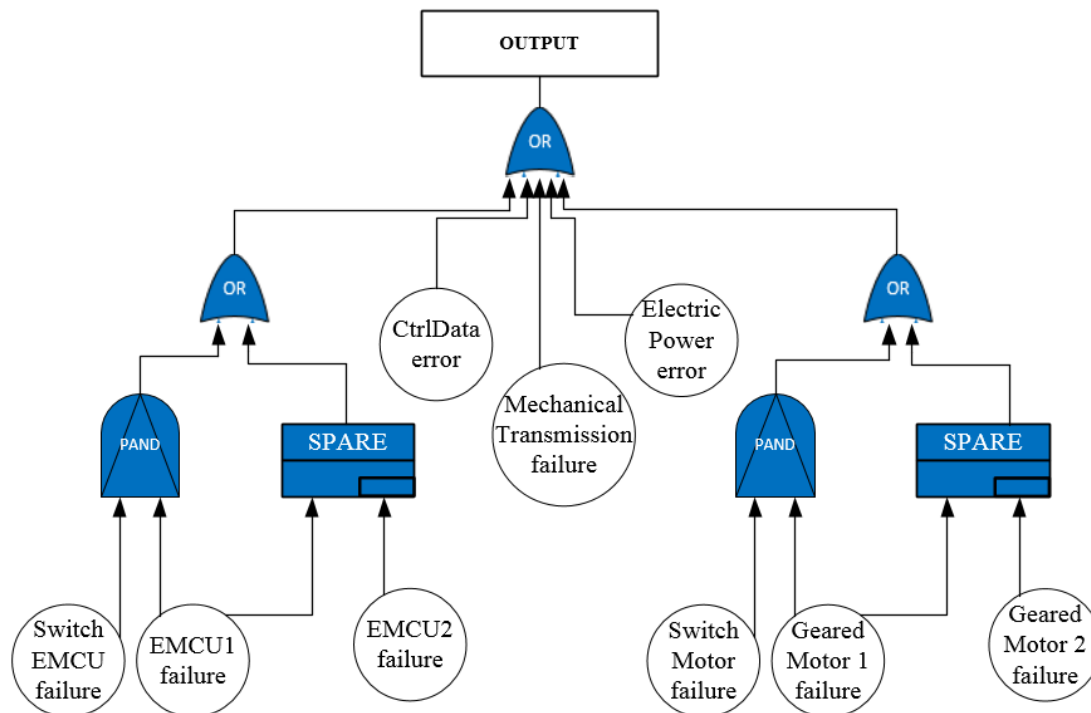 OUTPUT
OR
OR
OR
CtrlData
error
Electric
Power
error
Mechanical
Transmission
failure
PAND
SPARE
PAND
SPARE
Switch
EMCU
failure
EMCU1
failure
EMCU2
failure
Switch
Motor
failure
Geared
Motor 1
failure
Geared
Motor 2
failure